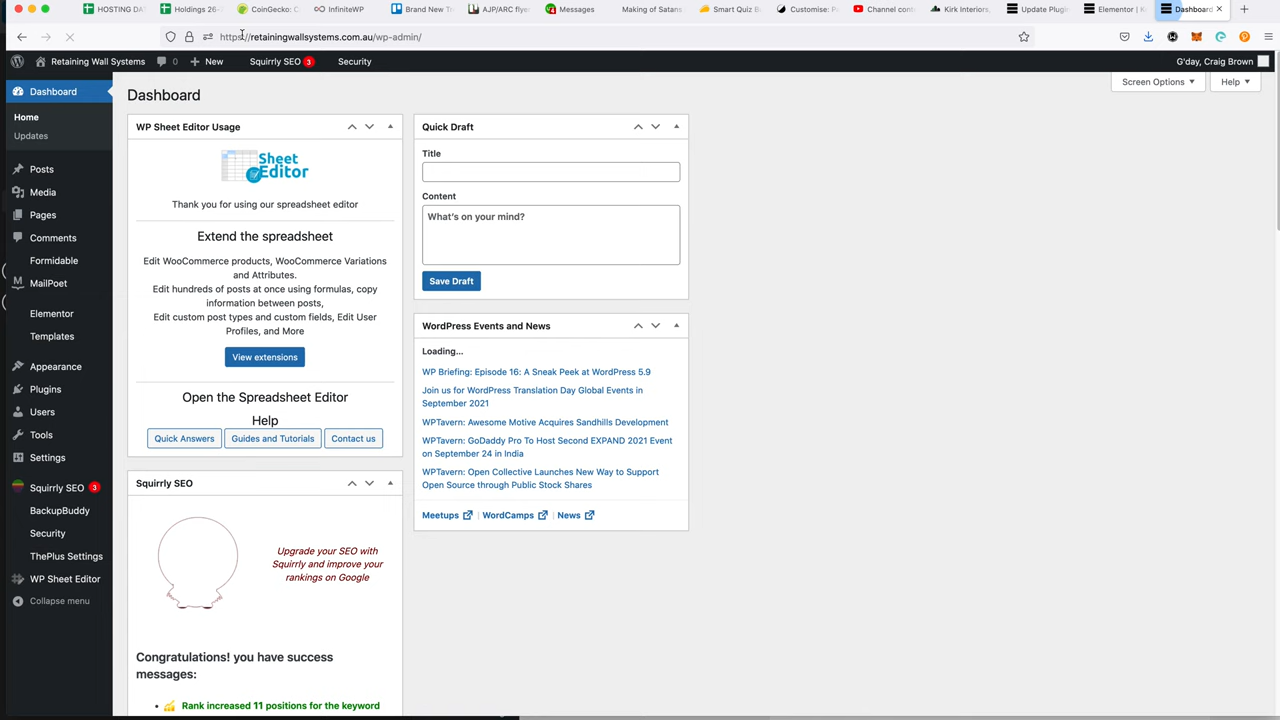 HOSTING DA
Holdings 26-
CoinGecko: C
InfiniteWP
Brand New T
AJP/ARC flyer
Messages
Making of Satans
Smart Quiz B
Customise: Po
Channel conte
Kirk Interiors,
Update Plugin
Elementor | K
Dashboard
https://retainingwallsystems.com.au/wp-admin/
Retaining Wall Systems
0
New
Squirrly SEO 3
Security
G'day, Craig Brown
Dashboard
Home
Updates
Posts
Media
Pages
Comments
Formidable
MailPoet
Elementor
Templates
Appearance
Plugins
Users
Tools
Settings
Squirrly SEO 3
BackupBuddy
Security
ThePlus Settings
WP Sheet Editor
Collapse menu
Dashboard
Screen Options
Help
WP Sheet Editor Usage
Sheet
Editor
Thank you for using our spreadsheet editor
Extend the spreadsheet
Edit WooCommerce products, WooCommerce Variations
and Attributes.
Edit hundreds of posts at once using formulas, copy
information between posts,
Edit custom post types and custom fields, Edit User
Profiles, and More
View extensions
Open the Spreadsheet Editor
Help
Quick Answers
Guides and Tutorials
Contact us
Squirrly SEO
Upgrade your SEO with
Squirrly and improve your
rankings on Google
Congratulations! you have success
messages:
• Rank increased 11 positions for the keyword
Quick Draft
Title
Content
What's on your mind?
Save Draft
WordPress Events and News
Loading...
WP Briefing: Episode 16: A Sneak Peek at WordPress 5.9
Join us for WordPress Translation Day Global Events in
September 2021
WPTavern: Awesome Motive Acquires Sandhills Development
WPTavern: GoDaddy Pro To Host Second EXPAND 2021 Event
on September 24 in India
WPTavern: Open Collective Launches New Way to Support
Open Source through Public Stock Shares
Meetups | WordCamps | News